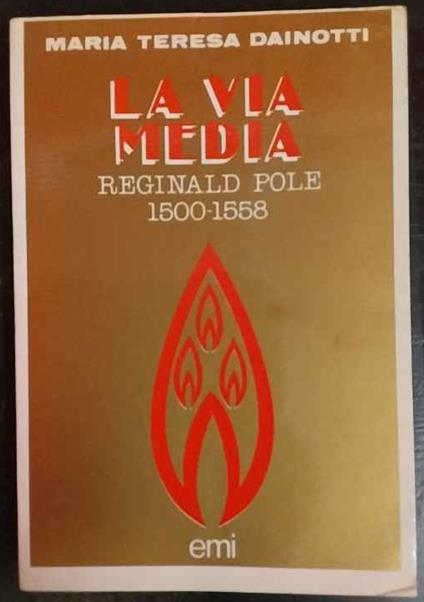 MARIA TERESA DAINOTTI
LA VIA
MEDIA
REGINALD POLE
1500-1558
emi